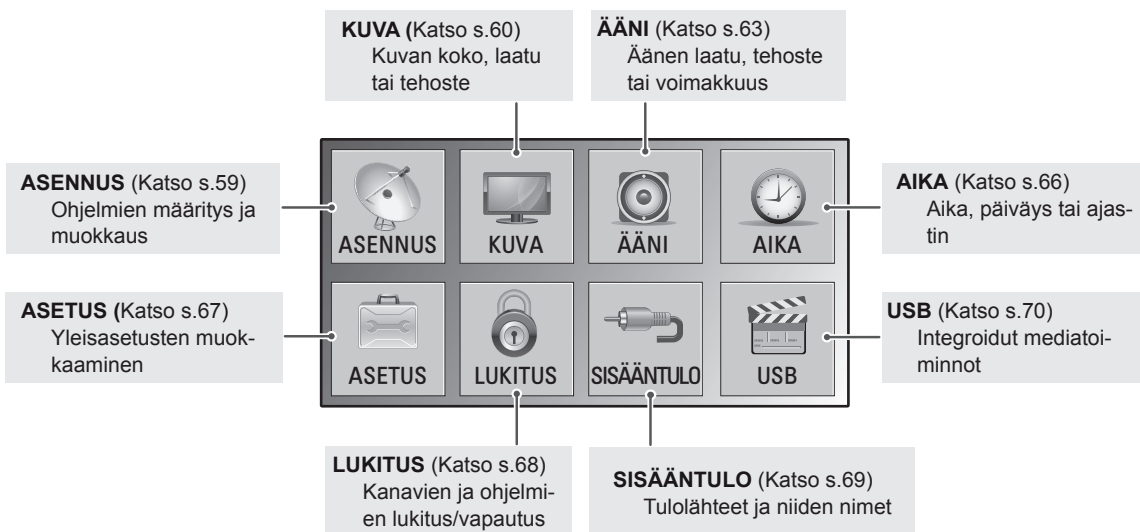 KUVA (Katso s.60)
Kuvan koko, laatu
tai tehoste
ÄÄNI (Katso s.63)
Äänen laatu, tehoste
tai voimakkuus
ASENNUS (Katso s.59)
Ohjelmien määritys ja
muokkaus
AIKA (Katso s.66)
Aika, päiväys tai ajas-
tin
ASENNUS
KUVA
ÄÄNI
AIKA
ASETUS (Katso s.67)
Yleisasetusten muok-
kaaminen
USB (Katso s.70)
Integroidut mediatoi-
minnot
ASETUS
LUKITUS
SISÄÄNTULO
USB
LUKITUS (Katso s.68)
Kanavien ja ohjelmi-
en lukitus/vapautus
SISÄÄNTULO (Katso s.69)
Tulolähteet ja niiden nimet